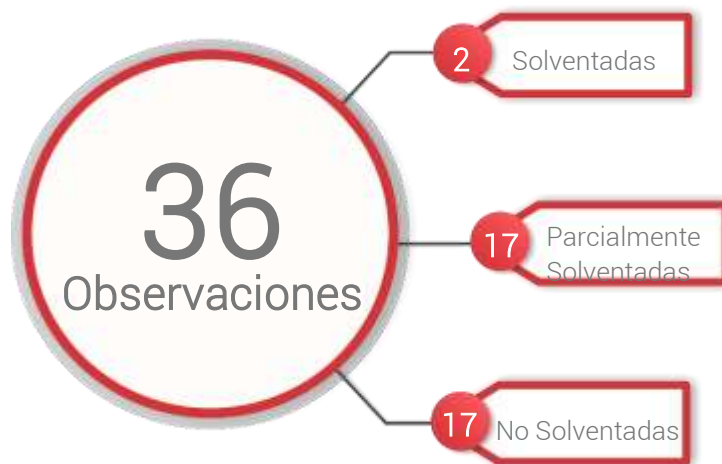 36
Observaciones
2
Solventadas
17
Parcialmente
Solventadas
17
No Solventadas